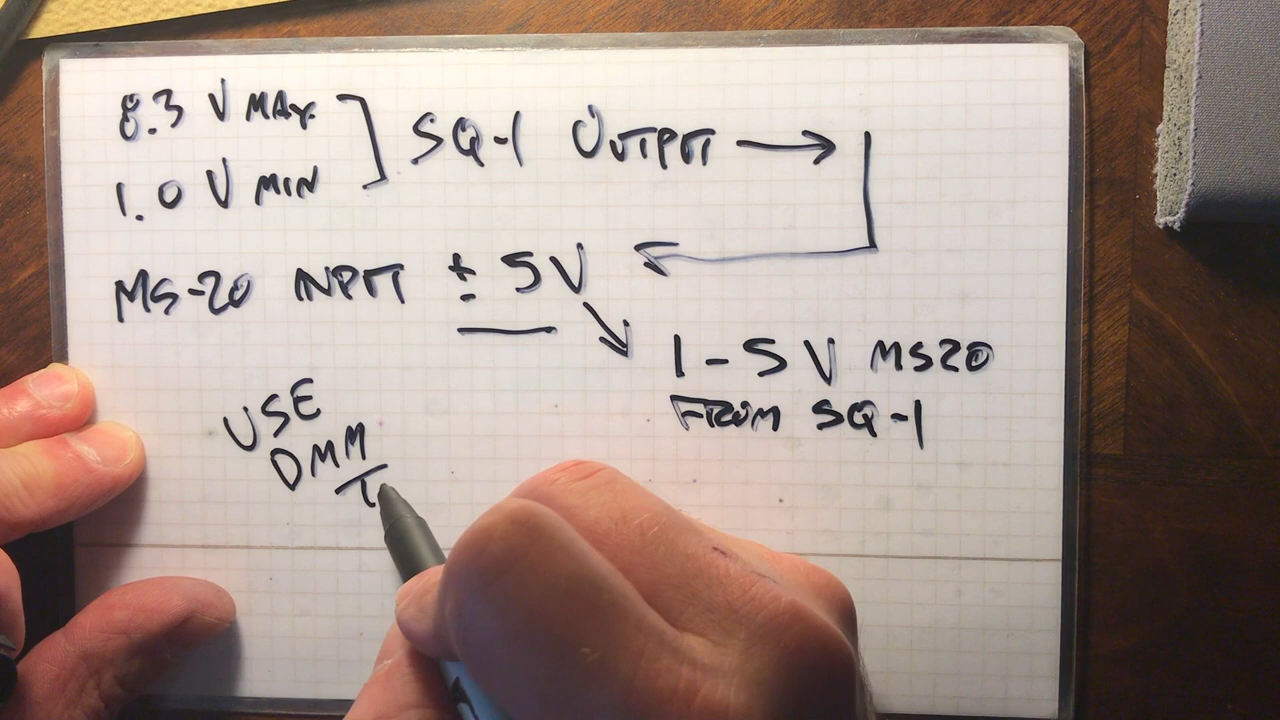 8.3 V MAX
1.0 V MIN
SQ-1 OUTPUT →
MS-20 INPUT ± 5V
1-5 V MS20
FROM SQ-1
USE
DMM
T